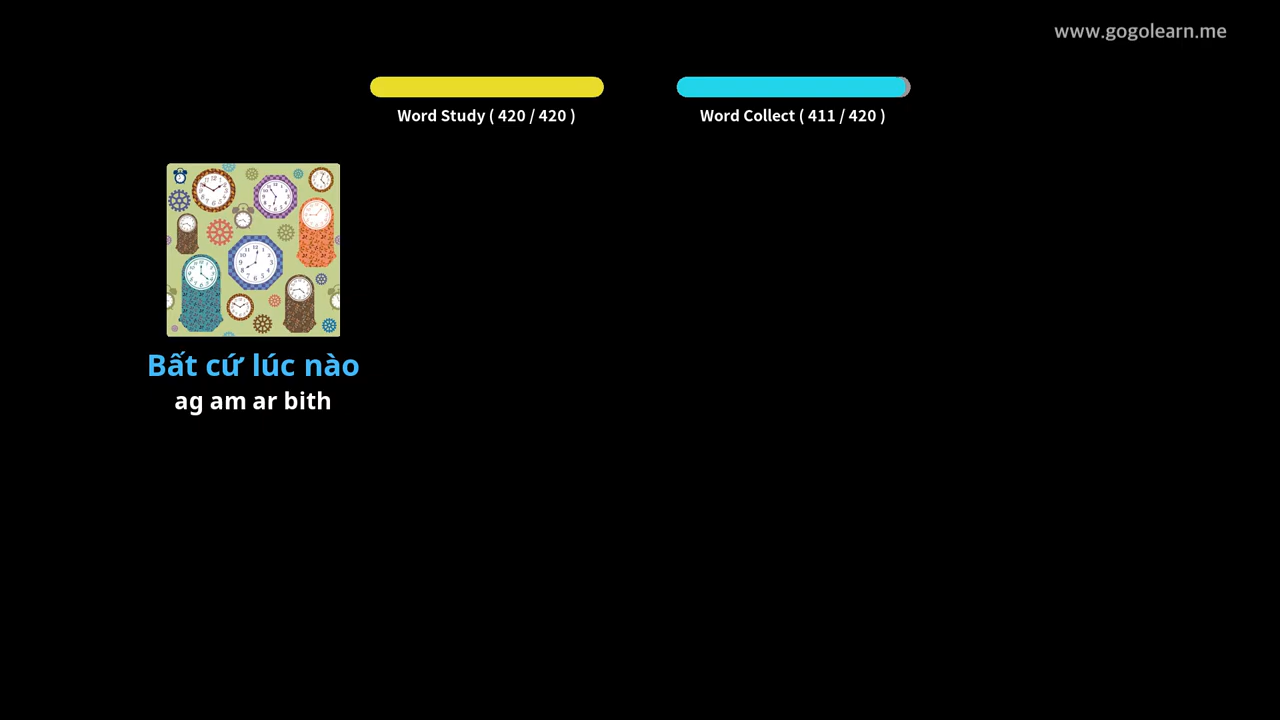 www.gogolearn.me
Word Study ( 420 / 420 )
Word Collect ( 411 / 420 )
Bất cứ lúc nào
ag am ar bith